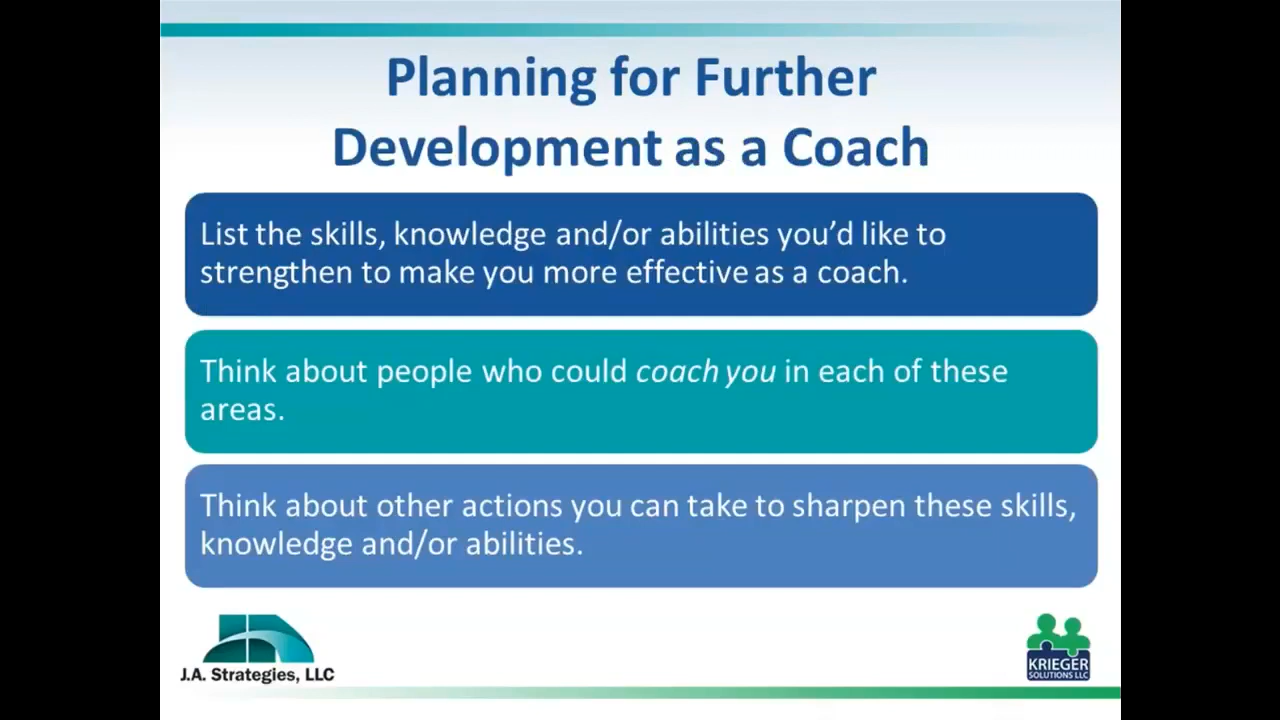 Planning for Further
Development as a Coach
List the skills, knowledge and/or abilities you’d like to
strengthen to make you more effective as a coach.
Think about people who could coach you in each of these
areas.
Think about other actions you can take to sharpen these skills,
knowledge and/or abilities.
J.A. Strategies, LLC
KRIEGER
SOLUTIONS LLC